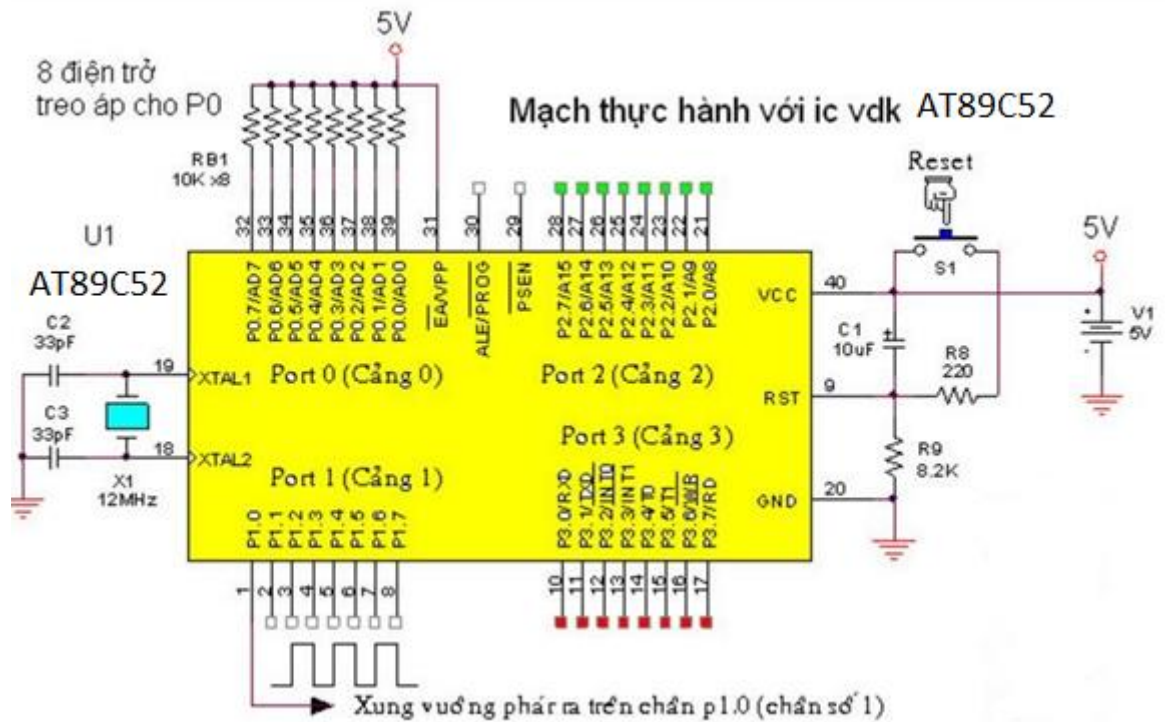 5V
8 điện trở
treo áp cho P0
Mạch thực hành với ic vdk AT89C52
RB1
10K x8
Reset
S1
5V
U1
AT89C52
32
33
34
35
36
37
38
39
31
30
29
28
27
26
25
24
23
22
21
P0.7/AD7
P0.6/AD6
P0.5/AD5
P0.4/AD4
P0.3/AD3
P0.2/AD2
P0.1/AD1
P0.0/AD0
EA/VPP
ALE/PROG
PSEN
P2.7/A15
P2.6/A14
P2.5/A13
P2.4/A12
P2.3/A11
P2.2/A10
P2.1/A9
P2.0/A8
VCC
40
C1
10uF
+
V1
5V
+
-
C2
33pF
19
XTAL1
Port 0 (Cảng 0)
Port 2 (Cảng 2)
RST
9
R8
220
C3
33pF
18
XTAL2
X1
12MHz
Port 1 (Cảng 1)
Port 3 (Cảng 3)
R9
8.2K
GND
20
P1.0
P1.1
P1.2
P1.3
P1.4
P1.5
P1.6
P1.7
P3.0/RXD
P3.1/TXD
P3.2/INT0
P3.3/INT1
P3.4/T0
P3.5/T1
P3.6/WR
P3.7/RD
1
2
3
4
5
6
7
8
10
11
12
13
14
15
16
17
Xung vuông phát ra trên chân p1.0 (chân số 1)